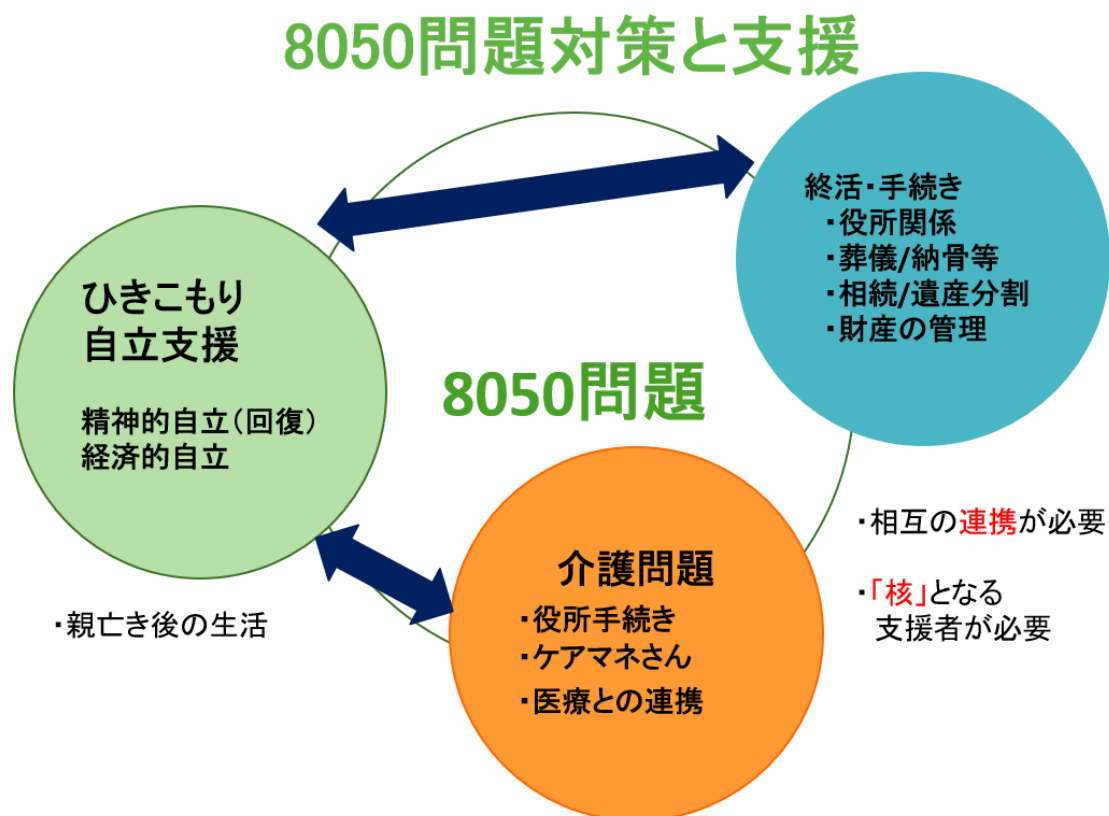 8050問題対策と支援
終活・手続き
・役所関係
・葬儀/納骨等
・相続/遺産分割
・財産の管理
ひきこもり
自立支援
精神的自立（回復）
経済的自立
8050問題
・相互の連携が必要
・「核」となる
支援者が必要
介護問題
・役所手続き
・ケアマネさん
・医療との連携
・親亡き後の生活